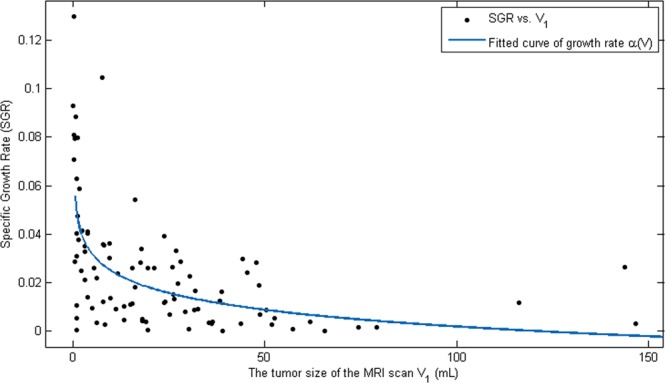 SGR vs. V1
Fitted curve of growth rate α(V)
0.12
0.1
0.08
0.06
0.04
0.02
0
Specific Growth Rate (SGR)
0
50
100
150
The tumor size of the MRI scan V1 (mL)